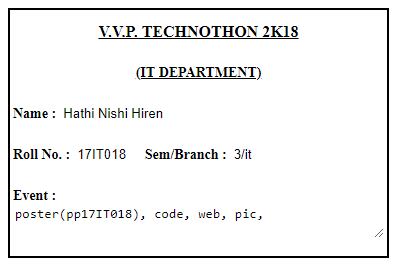 V.V.P. TECHNOTHON 2K18
(IT DEPARTMENT)
Name : Hathi Nishi Hiren
Roll No. : 17IT018 Sem/Branch : 3/it
Event :
poster(pp17IT018), code, web, pic,